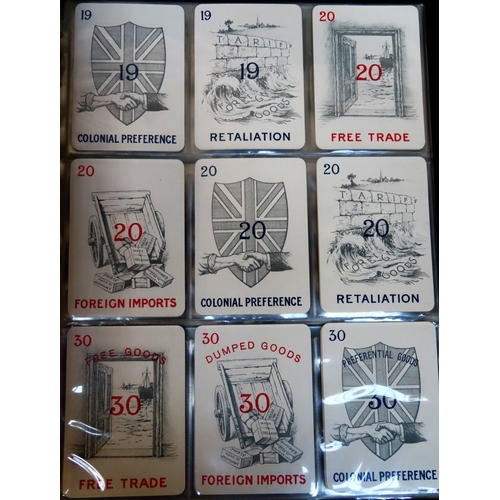 19
19
COLONIAL PREFERENCE
19
TARIFF
19
FOREIGN GOODS
RETALIATION
20
20
FREE TRADE
20
20
FOREIGN IMPORTS
20
20
COLONIAL PREFERENCE
20
TARIFF
20
FOREIGN GOODS
RETALIATION
30
FREE GOODS
30
FREE TRADE
30
DUMPED GOODS
30
FOREIGN IMPORTS
30
PREFERENTIAL GOODS
30
COLONIAL PREFERENCE